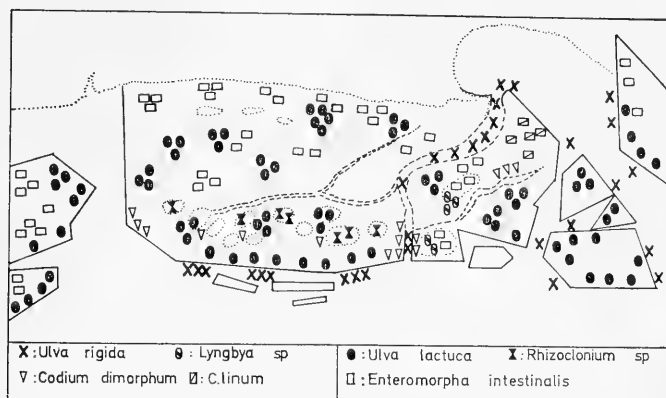 X :Ulva rigida
:Lyngbya sp
:Ulva lactuca
:Rhizoclonium sp
:Codium dimorphum
:C.linum
:Enteromorpha intestinalis